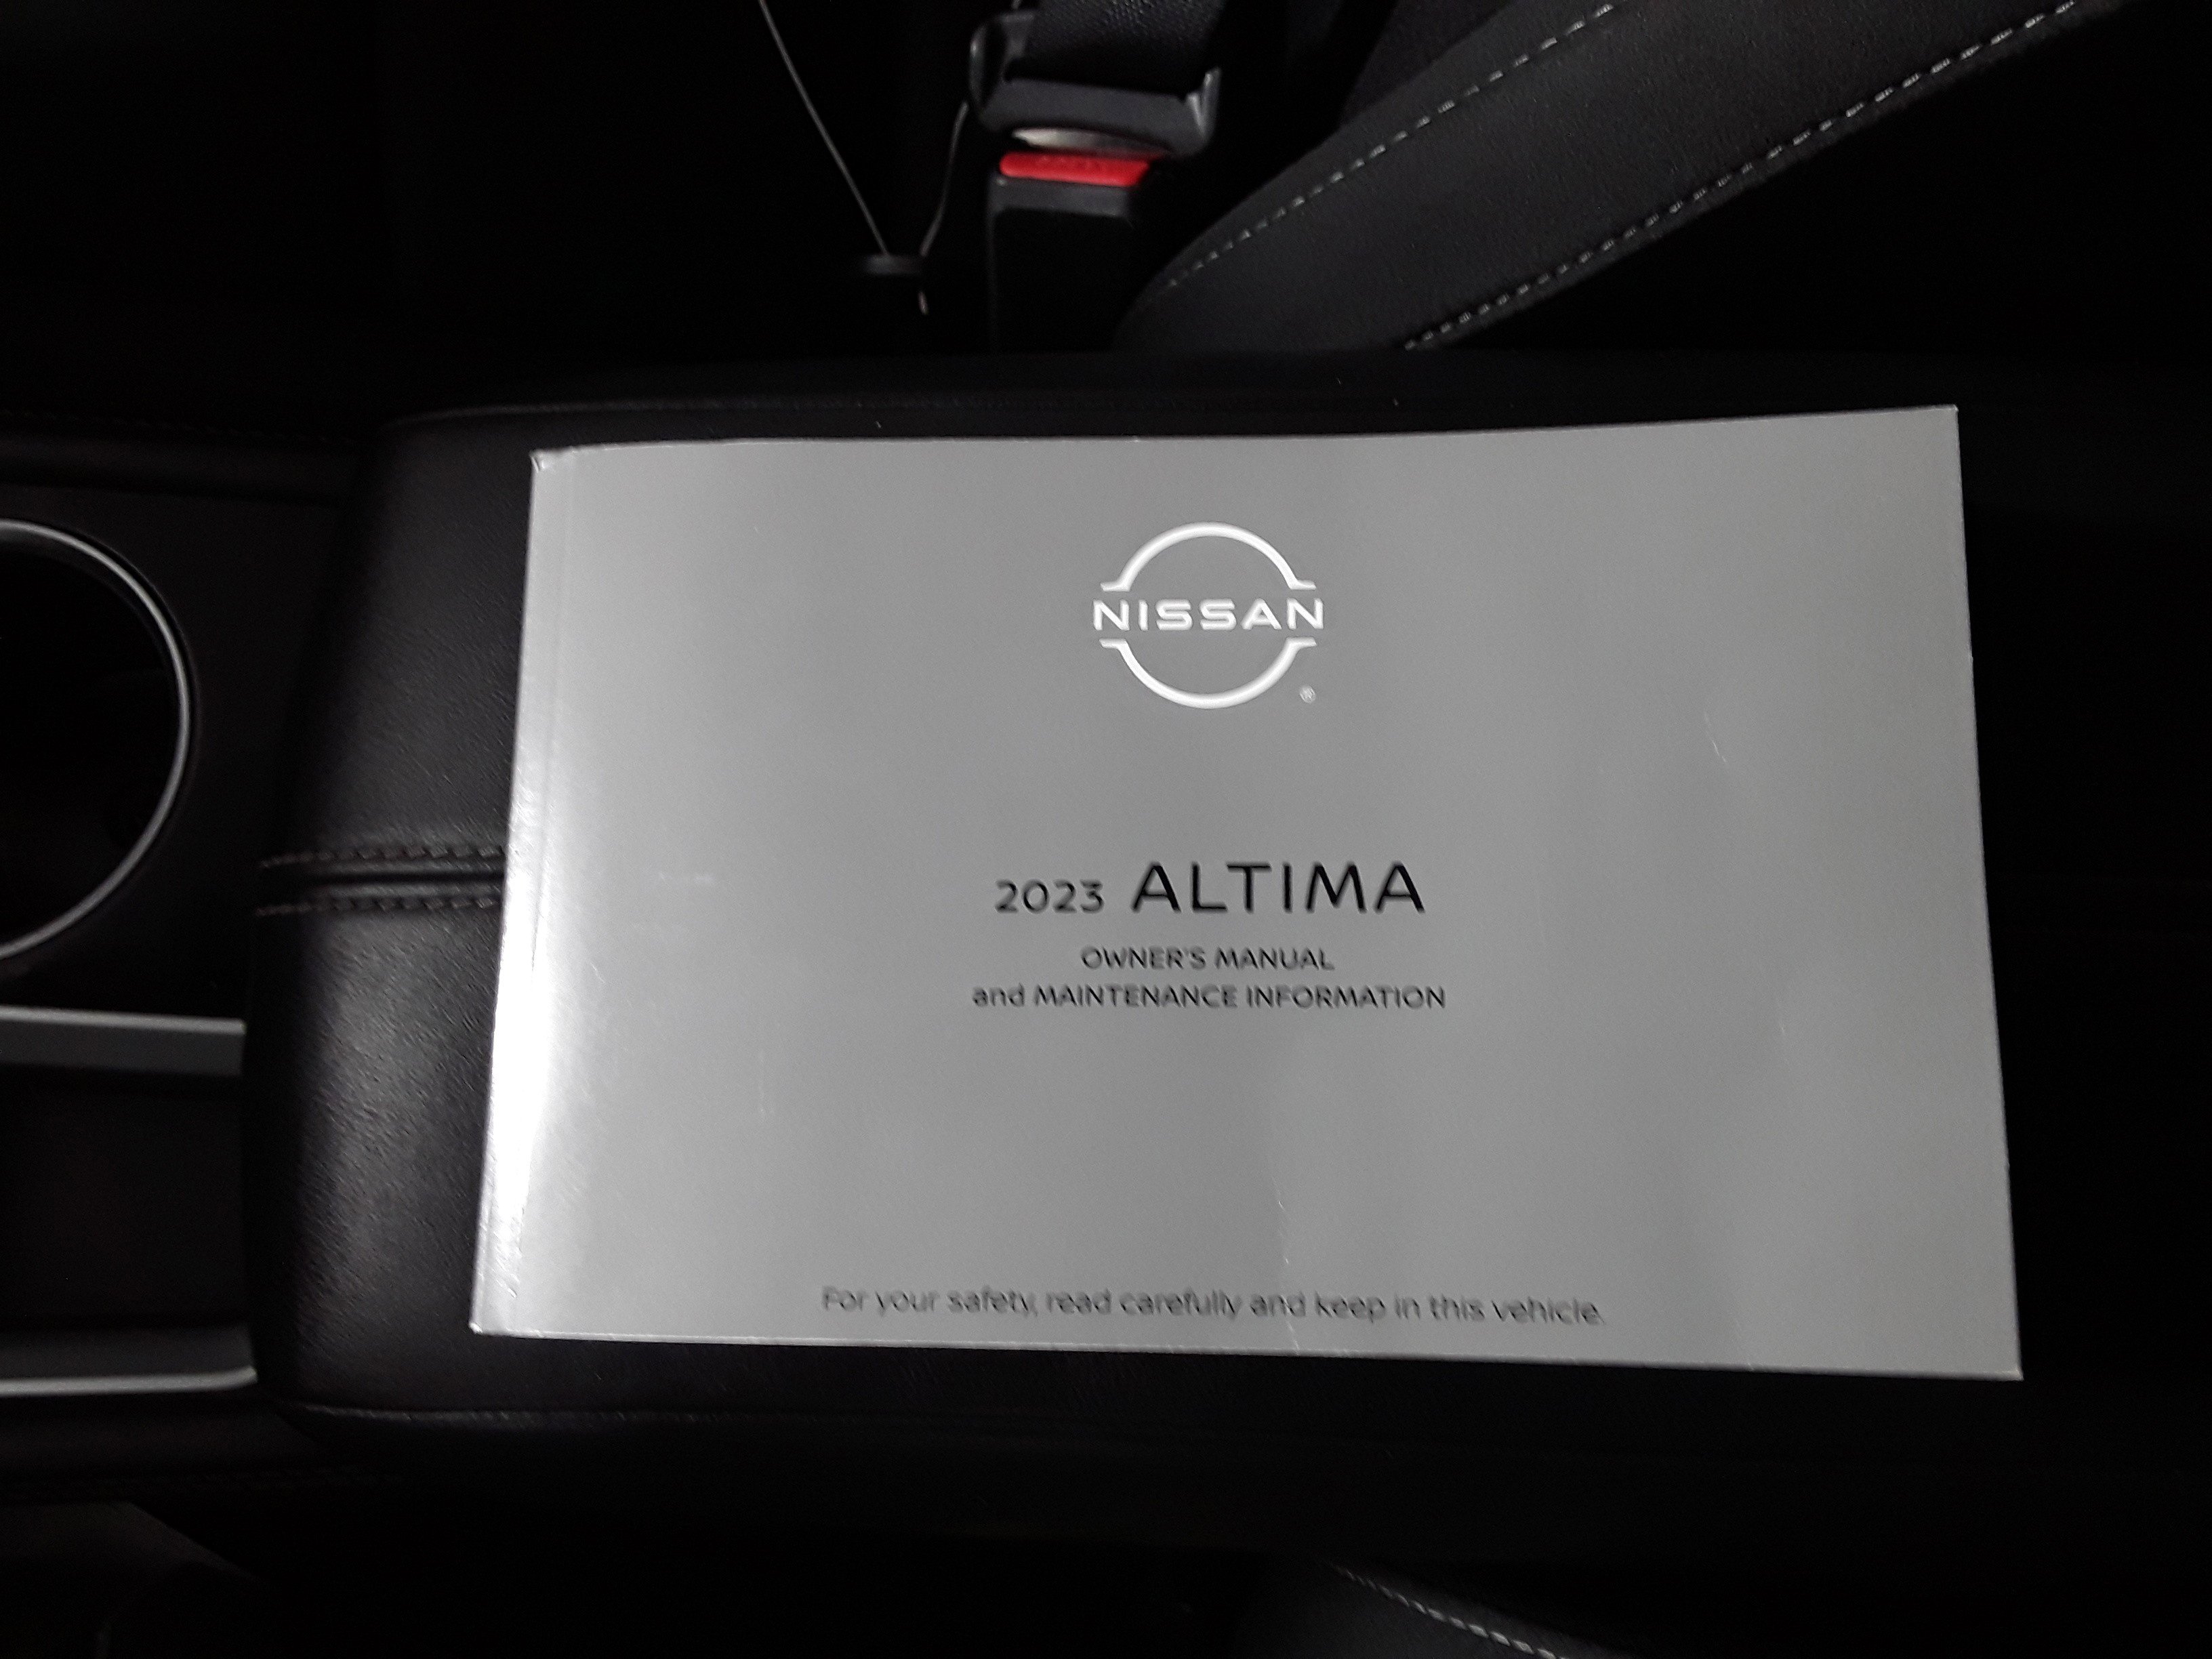 NISSAN
®
2023 ALTIMA
OWNER'S MANUAL
and MAINTENANCE INFORMATION
For your safety, read carefully and keep in this vehicle.